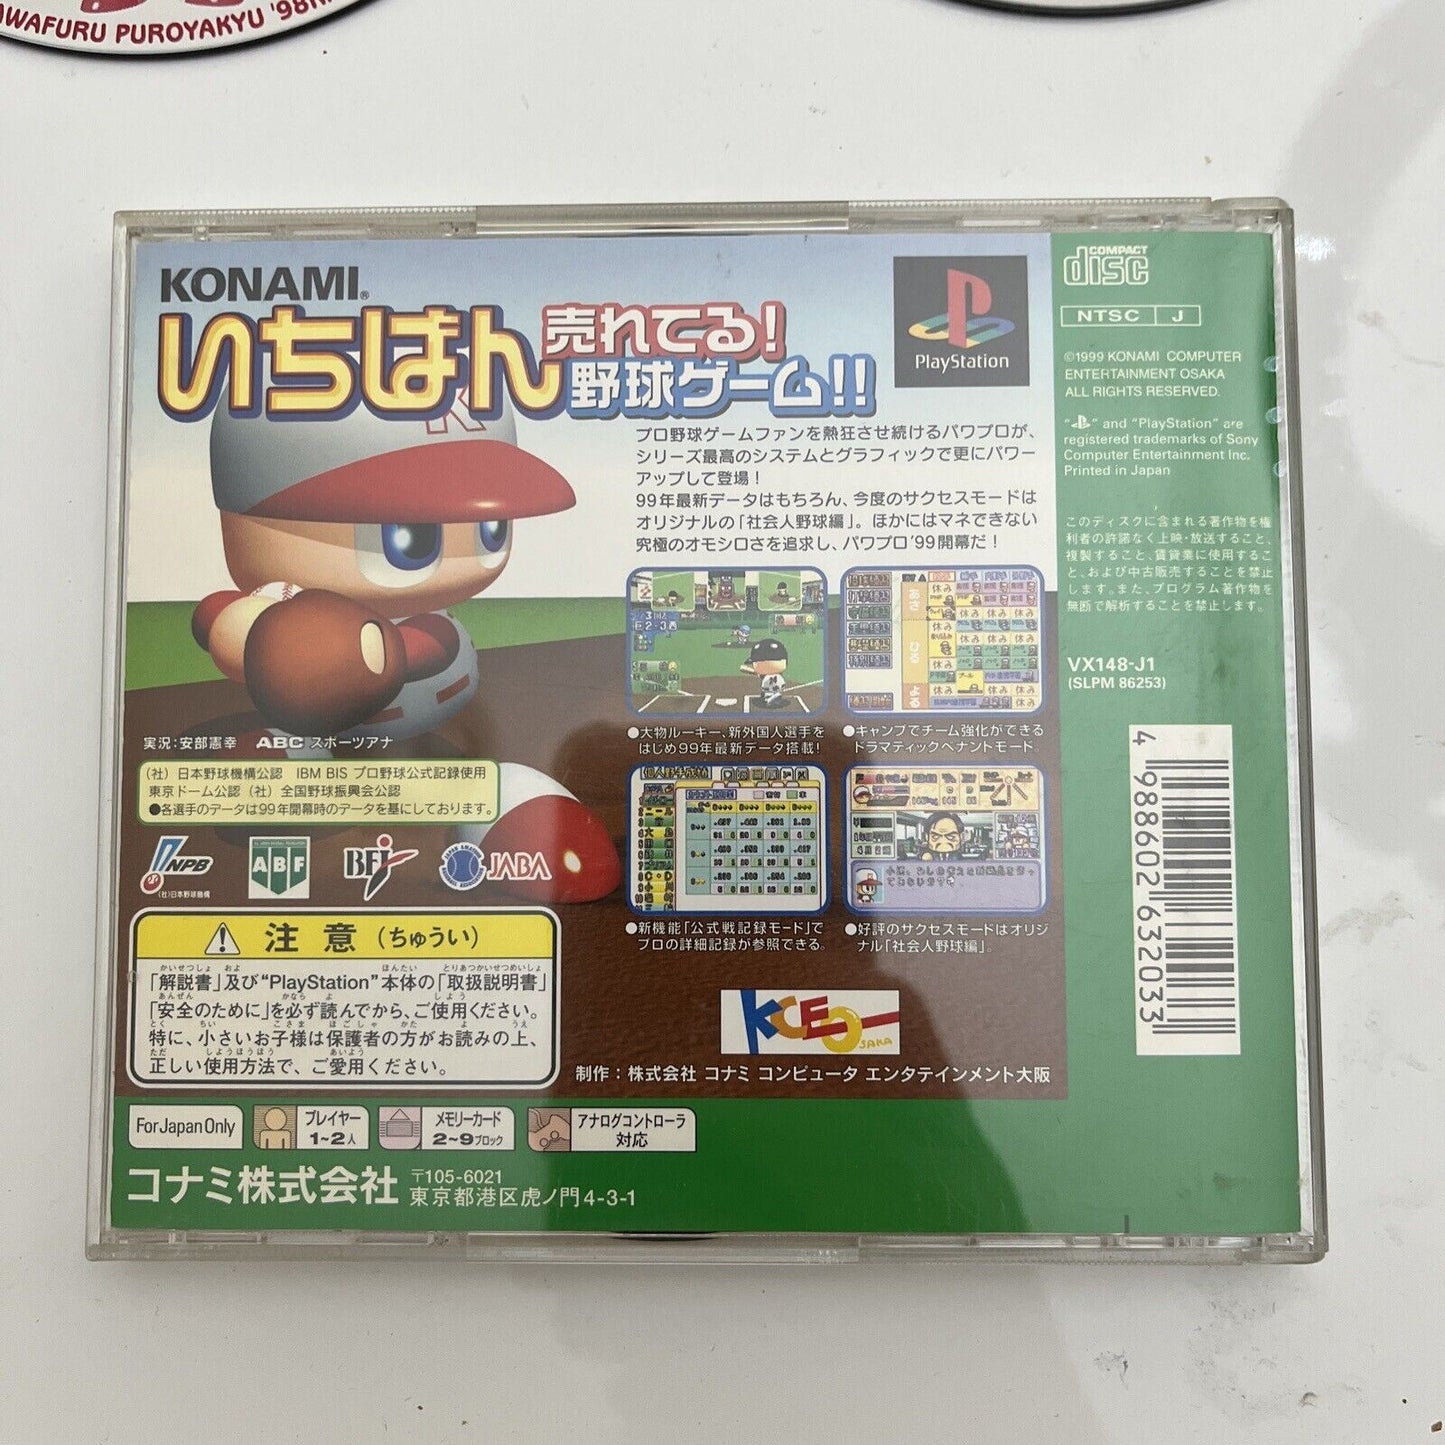 WAFURU PUROYAKYU '98
KONAMI®
いちばん売れてる!
野球ゲーム!!
PlayStation
COMPACT
disc
NTSC J
©1999 KONAMI COMPUTER
ENTERTAINMENT OSAKA
ALL RIGHTS RESERVED.
" " and "PlayStation" are
registered trademarks of Sony
Computer Entertainment Inc.
Printed in Japan
このディスクに含まれる著作物を権
利者の許諾なく上映・放送すること、
複製すること、賃貸業に使用するこ
と、および中古販売することを禁止
します。また、プログラム著作物を
無断で解析することを禁止します。
VX148-J1
(SLPM 86253)
4 988602 632033
プロ野球ゲームファンを熱狂させ続けるパワプロが、
シリーズ最高のシステムとグラフィックで更にパワー
アップして登場!
99年最新データはもちろん、今度のサクセスモードは
オリジナルの「社会人野球編」。ほかにはマネできない
究極のオモシロさを追求し、パワプロ'99開幕だ!
●大物ルーキー、新外国人選手を
はじめ99年最新データ搭載!
●キャンプでチーム強化ができる
ドラマティックペナントモード。
●新機能「公式戦記録モード」で
プロの詳細記録が参照できる。
●好評のサクセスモードはオリジ
ナル「社会人野球編」。
実況:安部憲幸 ABC スポーツアナ
(社)日本野球機構公認 IBM BIS プロ野球公式記録使用
東京ドーム公認(社)全国野球振興会公認
●各選手のデータは99年開幕時のデータを基にしております。
NPB
(社)日本野球機構
ABF
BFJ
JABA
注意(ちゅうい)
「解説書」及び"PlayStation"本体の「取扱説明書」
「安全のために」を必ず読んでから、ご使用ください。
特に、小さいお子様は保護者の方がお読みの上、
正しい使用方法で、ご愛用ください。
KCEOSAKA
制作:株式会社 コナミ コンピュータ エンタテインメント大阪
For Japan Only
プレイヤー
1~2人
メモリーカード
2~9ブロック
アナログコントローラ
対応
コナミ株式会社
〒105-6021
東京都港区虎ノ門4-3-1